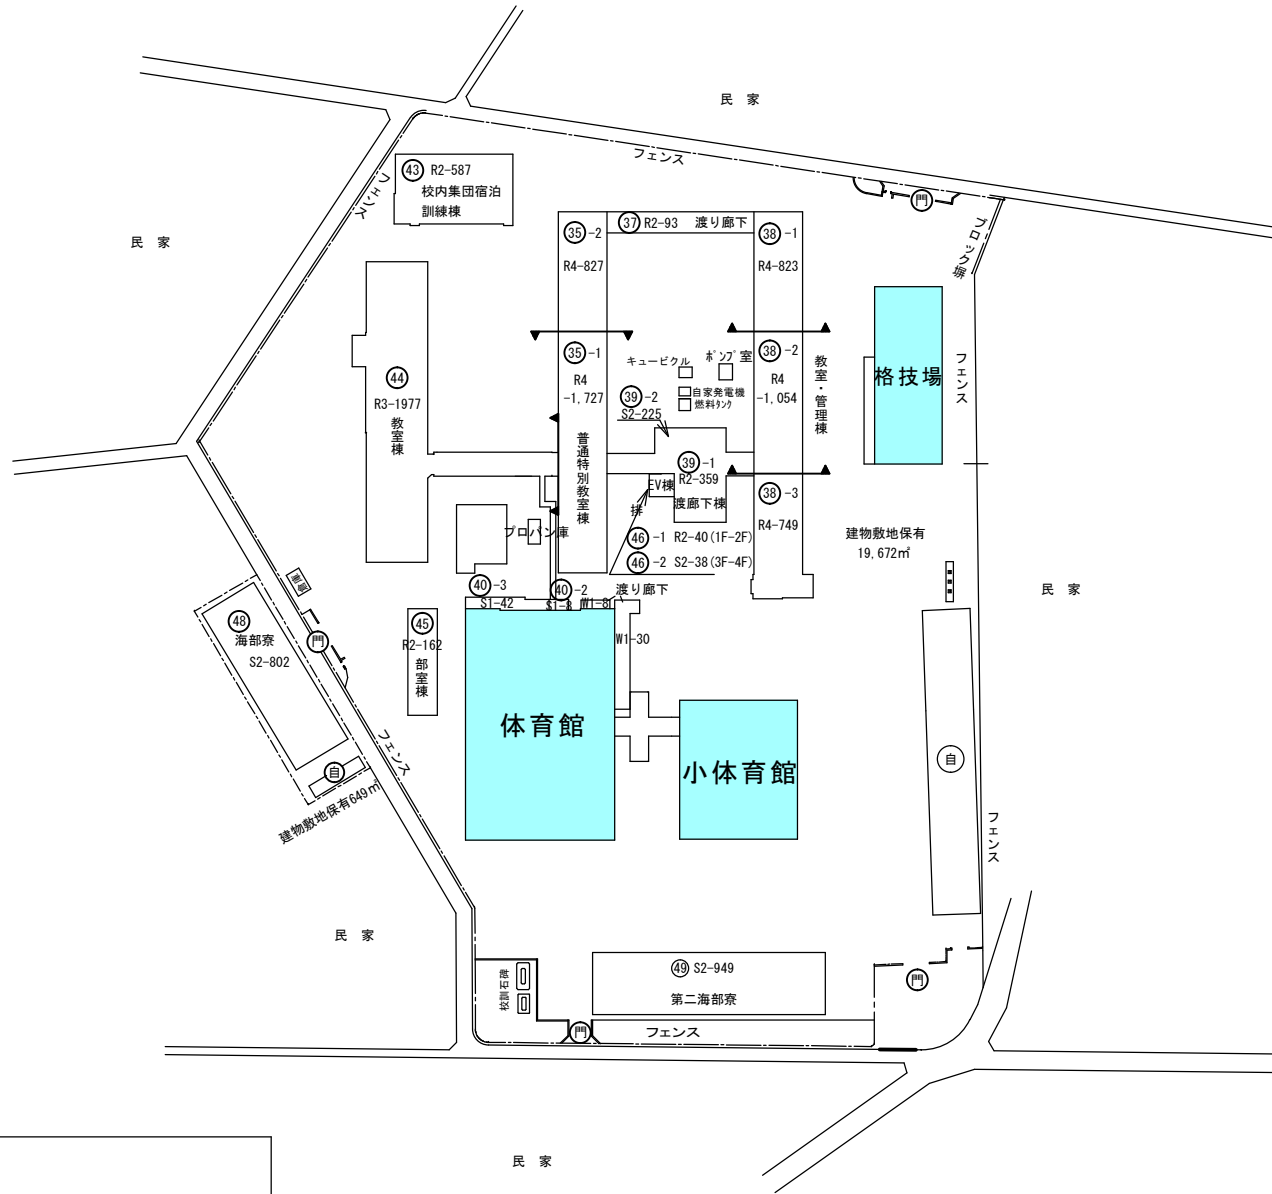 民 家
フェンス
門
ブロック塀
㊸ R2-587
校内集団宿泊
訓練棟
フェンス
民 家
㉟-2
R4-827
㊲ R2-93 渡り廊下
㊳-1
R4-823
格技場
フェンス
㊹
R3-1977
教室棟
㉟-1
R4
-1,727
普通特別教室棟
キュービクル
ポンプ室
自家発電機
燃料タンク
㊴-2
S2-225
㊳-2
R4
-1,054
教室・管理棟
㊴-1
R2-359
渡廊下棟
EV棟
排
㊻-1 R2-40(1F-2F)
㊻-2 S2-38(3F-4F)
㊳-3
R4-749
建物敷地保有
19,672㎡
プロパン庫
㊵-3
S1-42
㊵-2
S1-8
W1-8
渡り廊下
W1-30
民 家
倉庫
㊽
海部寮
S2-802
門
㊺
R2-162
部室棟
体育館
小体育館
自
フェンス
自
建物敷地保有649㎡
フェンス
民 家
校訓石碑
㊾ S2-949
第二海部寮
門
門
フェンス
民 家